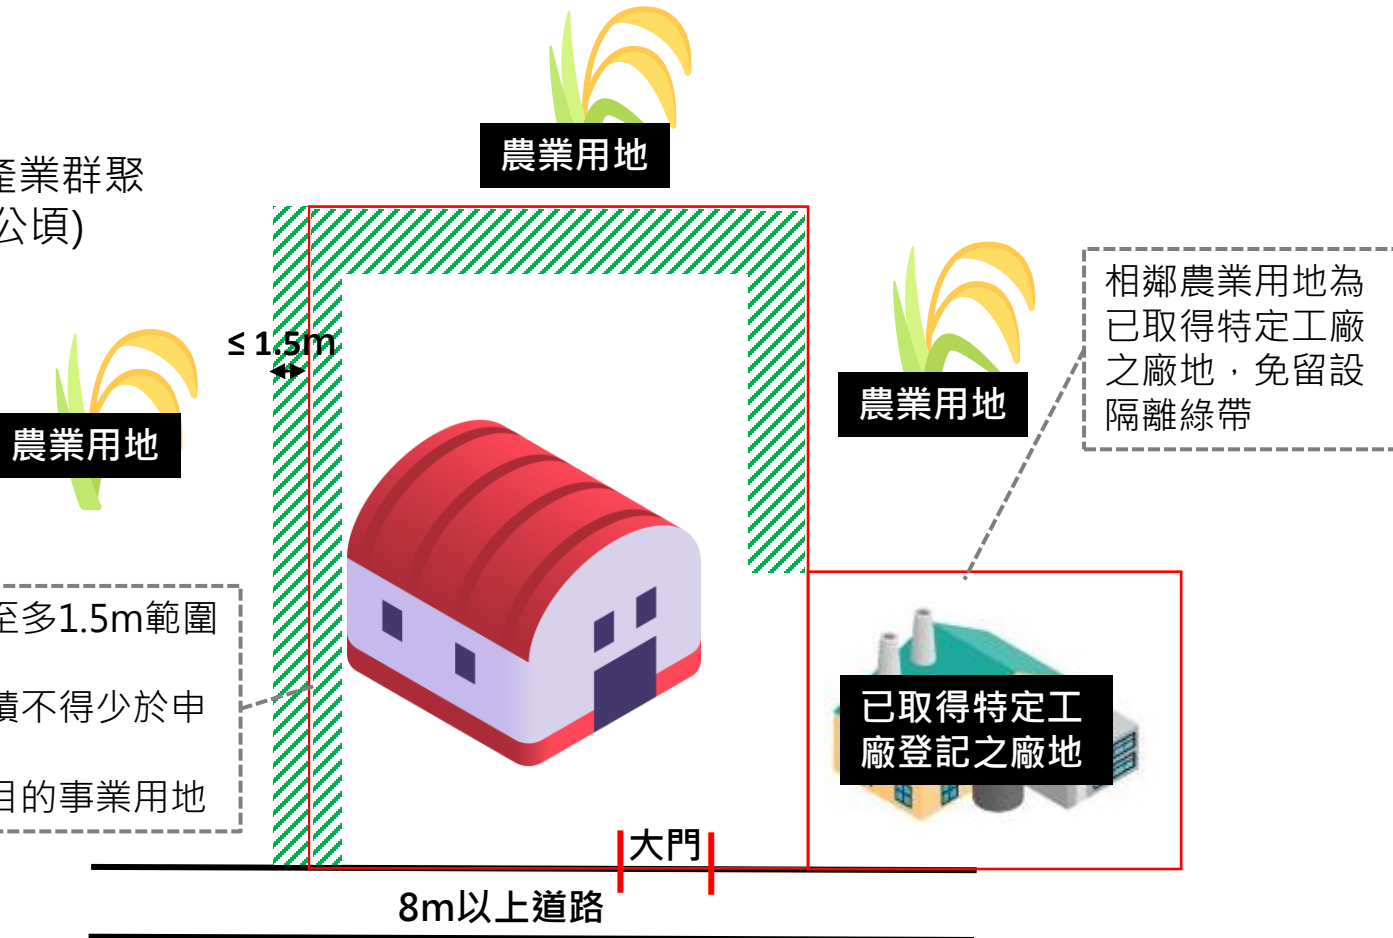 農業用地
產業群聚
公頃)
相鄰農業用地為
已取得特定工廠
之廠地，免留設
隔離綠帶
≤ 1.5m
農業用地
農業用地
至多1.5m範圍
積不得少於申
目的事業用地
已取得特定工
廠登記之廠地
大門
8m以上道路